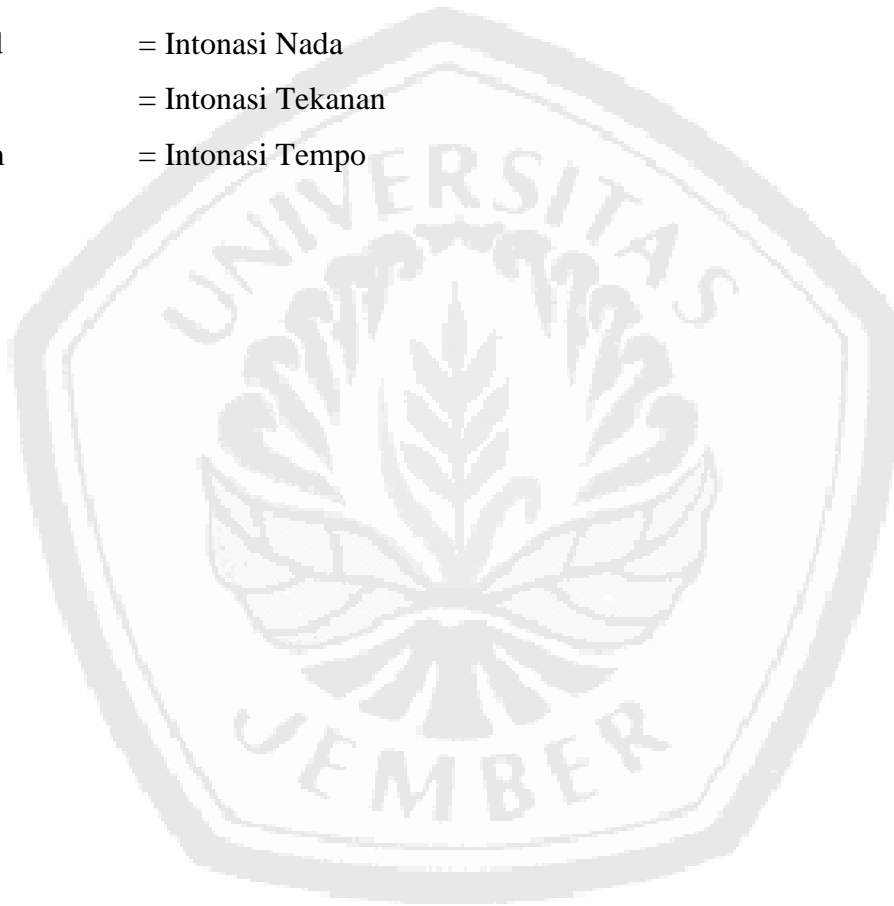 = Intonasi Nada
= Intonasi Tekanan
= Intonasi Tempo
UNIVERSITAS
JEMBER